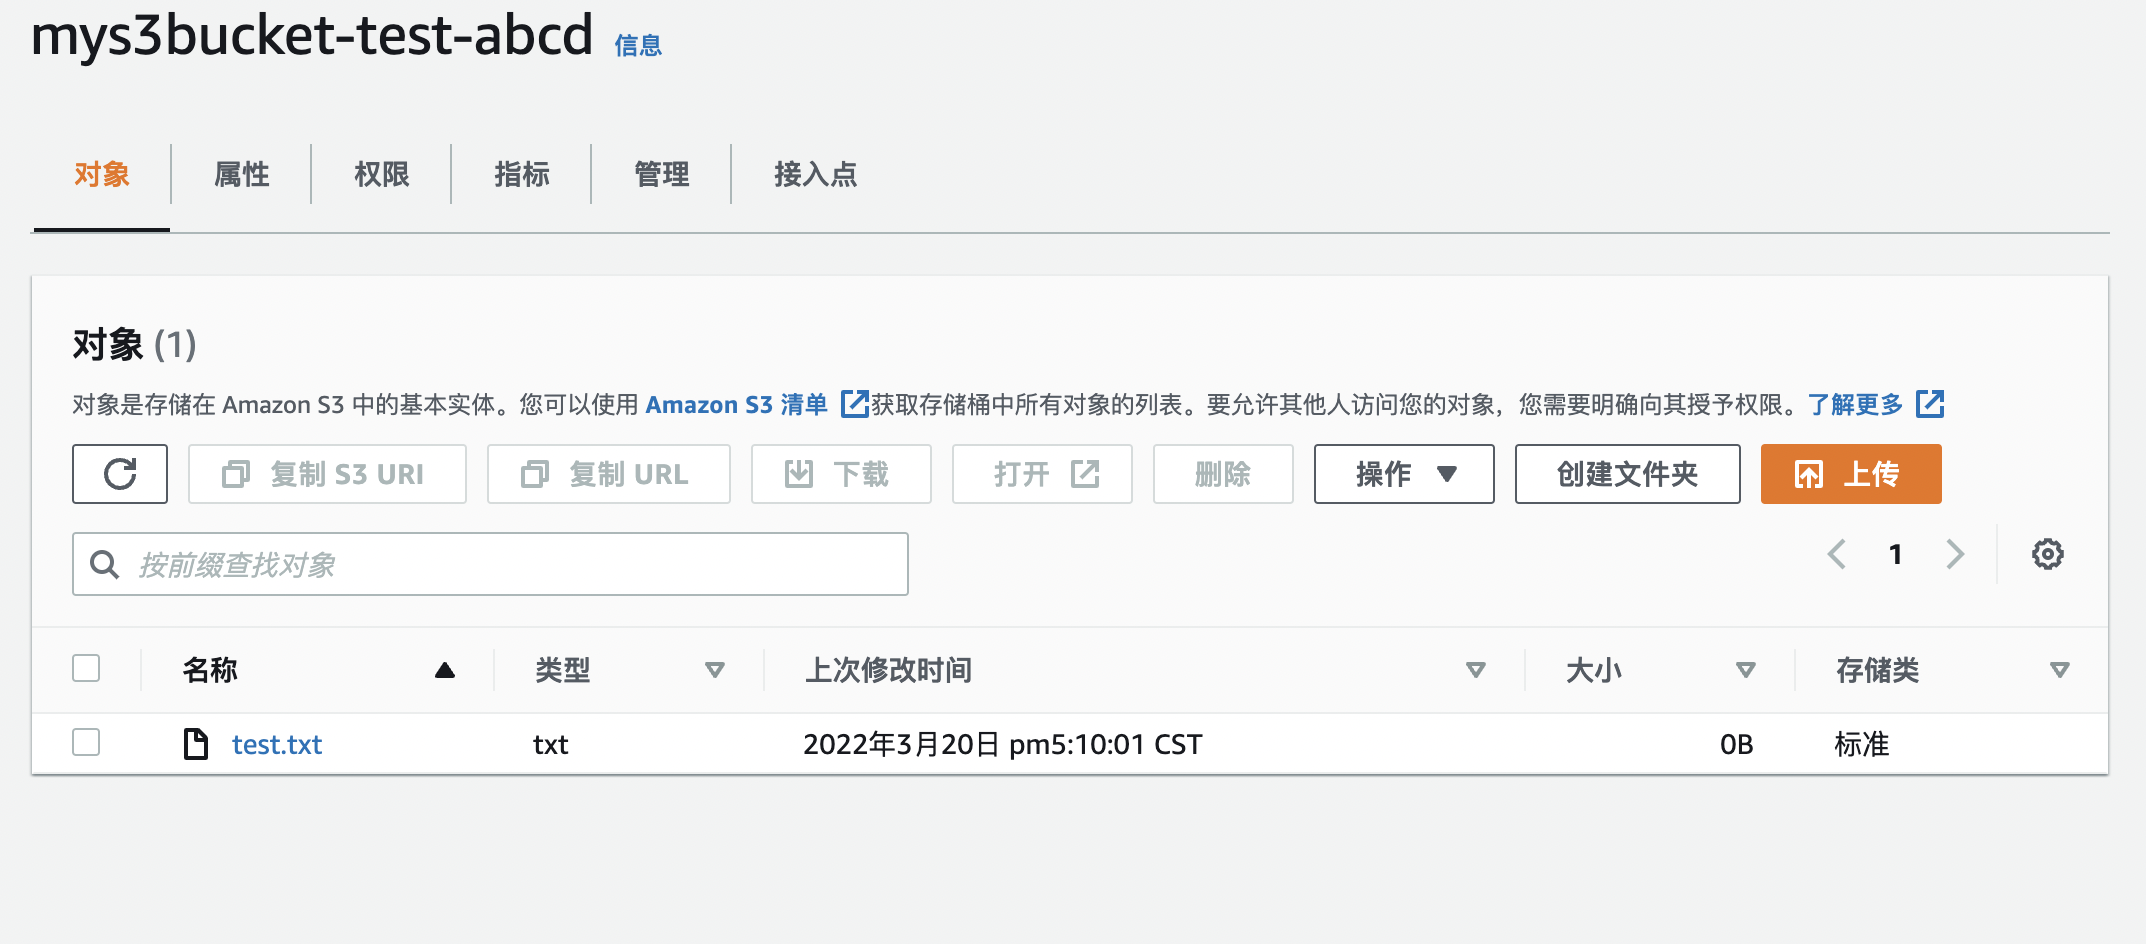 mys3bucket-test-abcd 信息
对象 属性 权限 指标 管理 接入点
对象 (1)
对象是存储在 Amazon S3 中的基本实体。您可以使用 Amazon S3 清单 获取存储桶中所有对象的列表。要允许其他人访问您的对象，您需要明确向其授予权限。了解更多
复制 S3 URI 复制 URL 下载 打开 删除 操作 创建文件夹 上传
按前缀查找对象 1
名称 类型 上次修改时间 大小 存储类
test.txt txt 2022年3月20日 pm5:10:01 CST 0B 标准